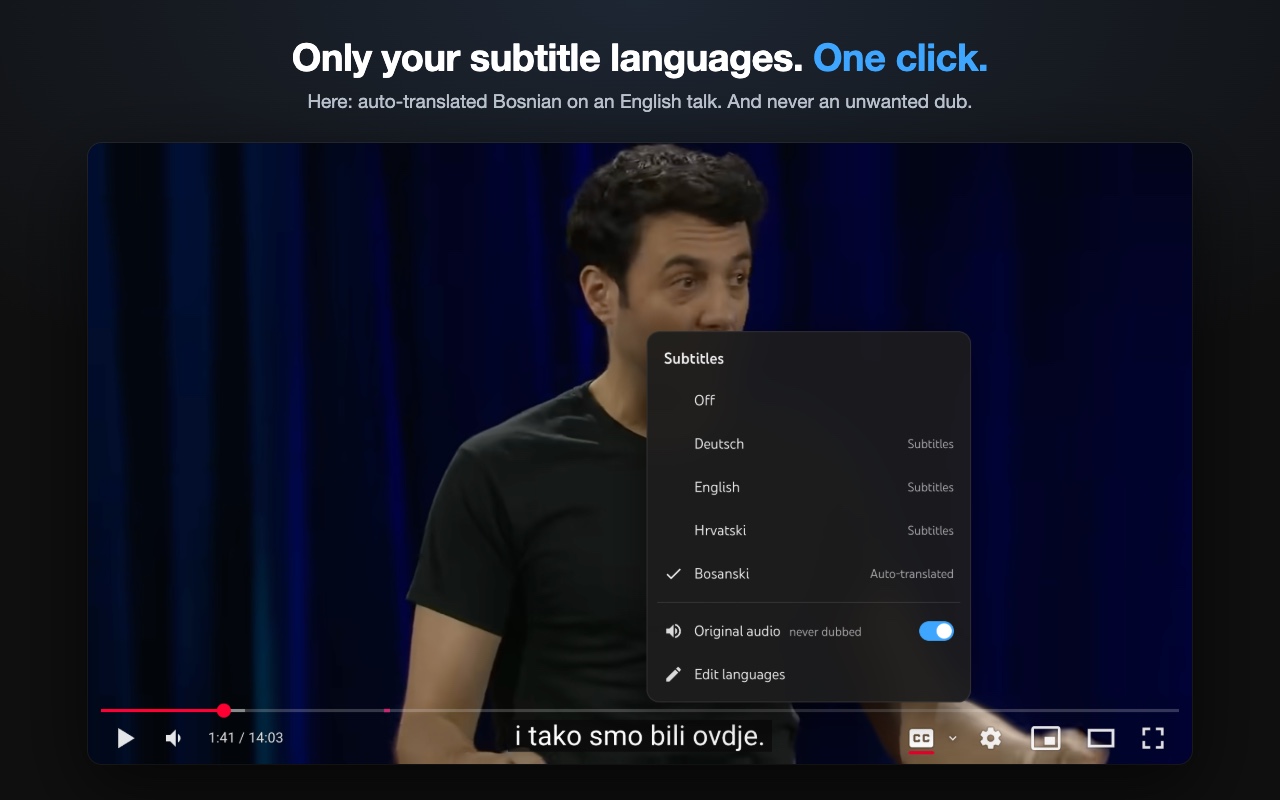 Only your subtitle languages. One click.
Here: auto-translated Bosnian on an English talk. And never an unwanted dub.
Subtitles
Off
Deutsch Subtitles
English Subtitles
Hrvatski Subtitles
Bosanski Auto-translated
Original audio never dubbed
Edit languages
i tako smo bili ovdje.
1:41 / 14:03
CC